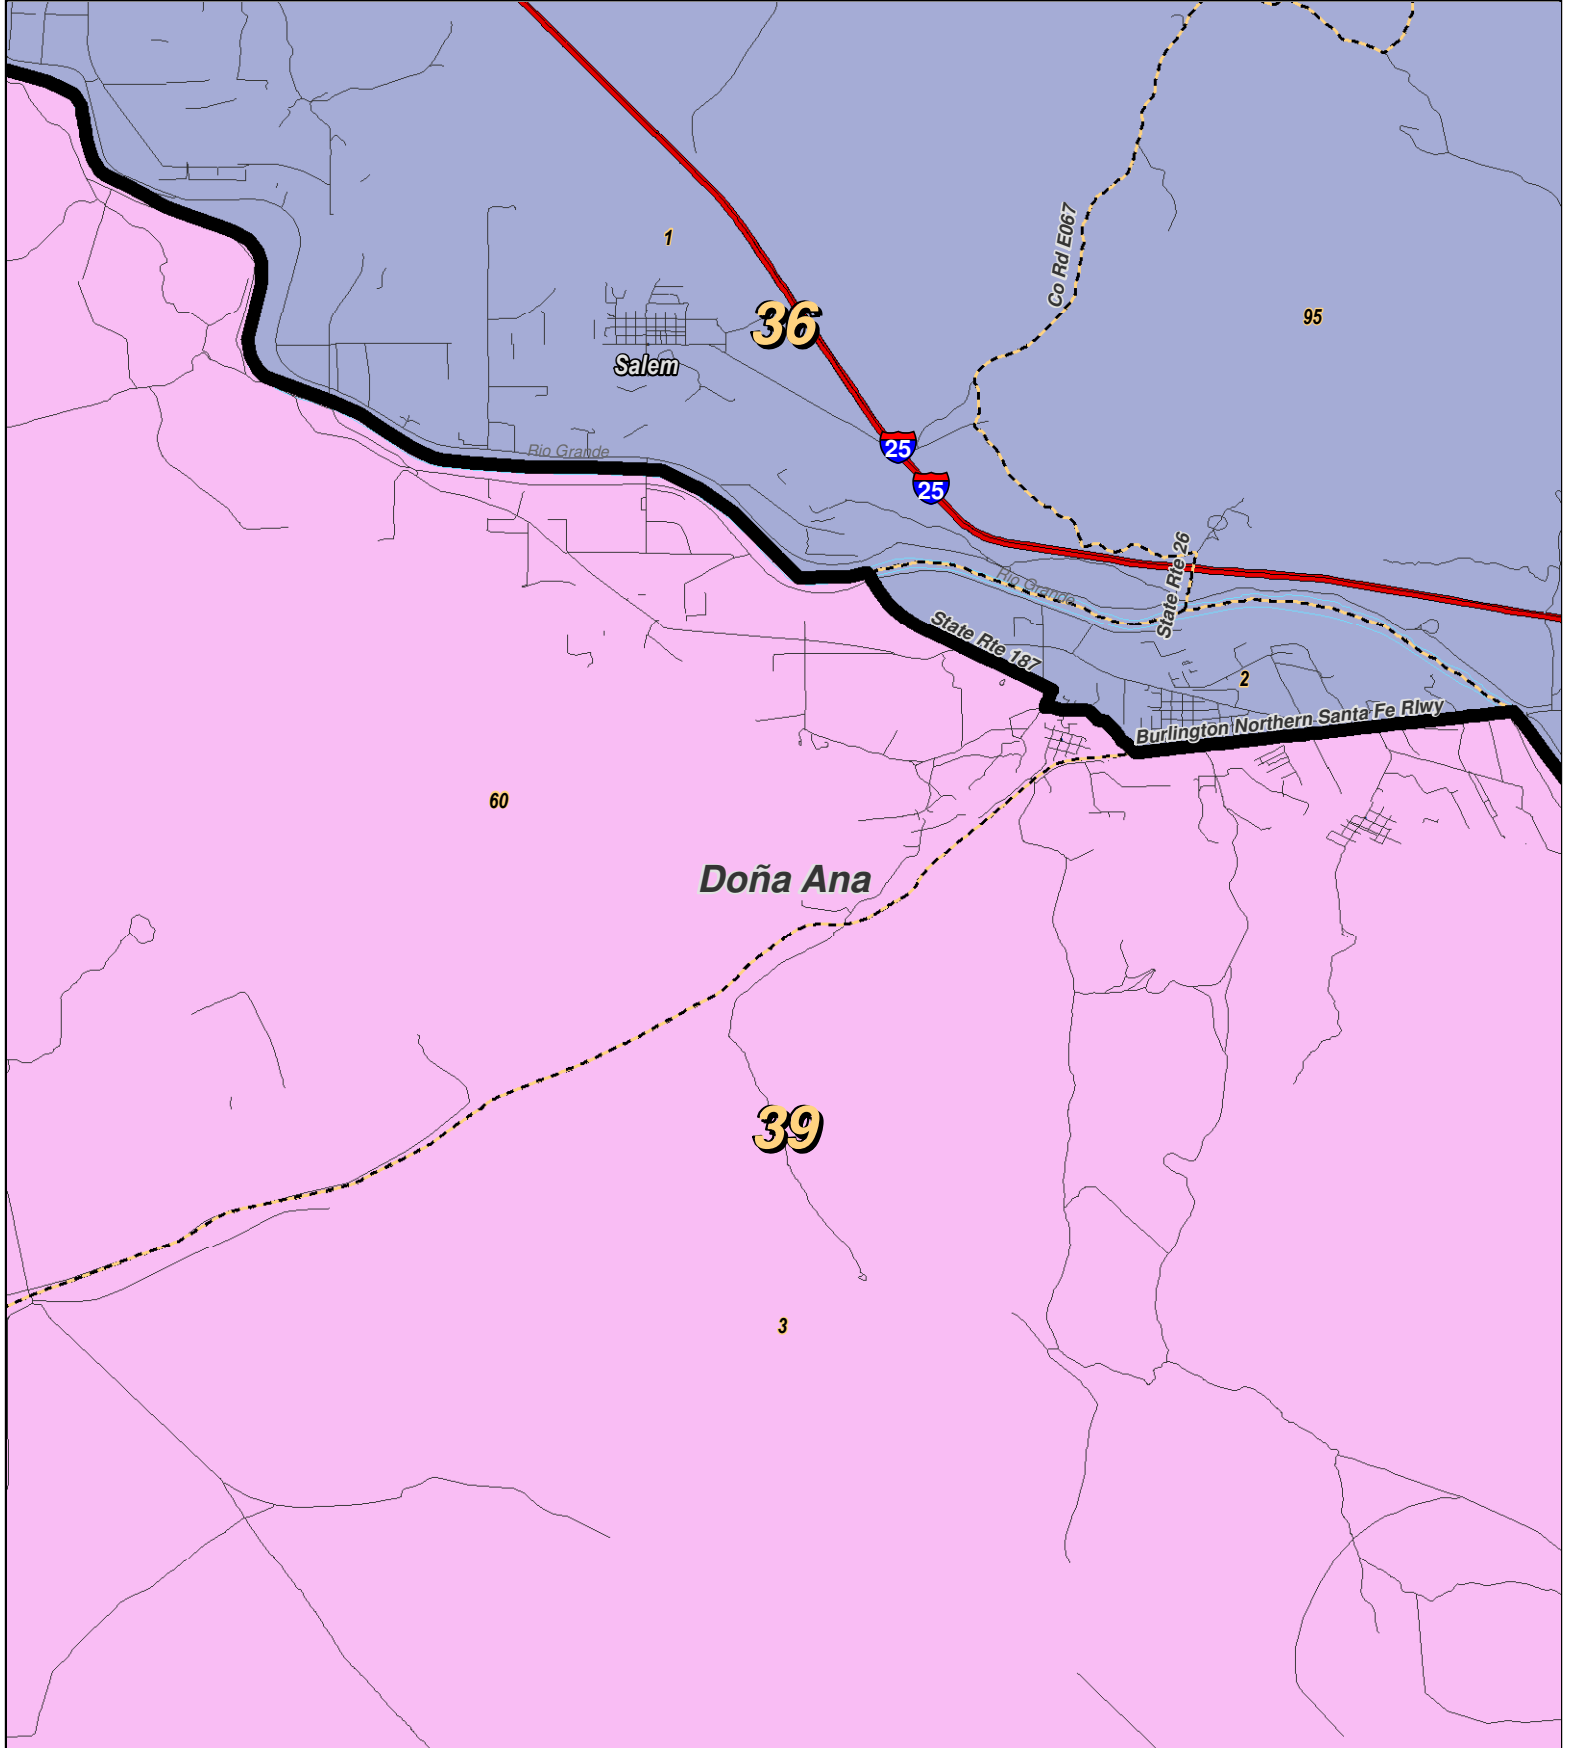 Co Rd E067
1
95
36
Salem
25
Rio Grande
25
State Rte 26
Rio Grande
State Rte 187
2
Burlington Northern Santa Fe Rlwy
60
Doña Ana
39
3